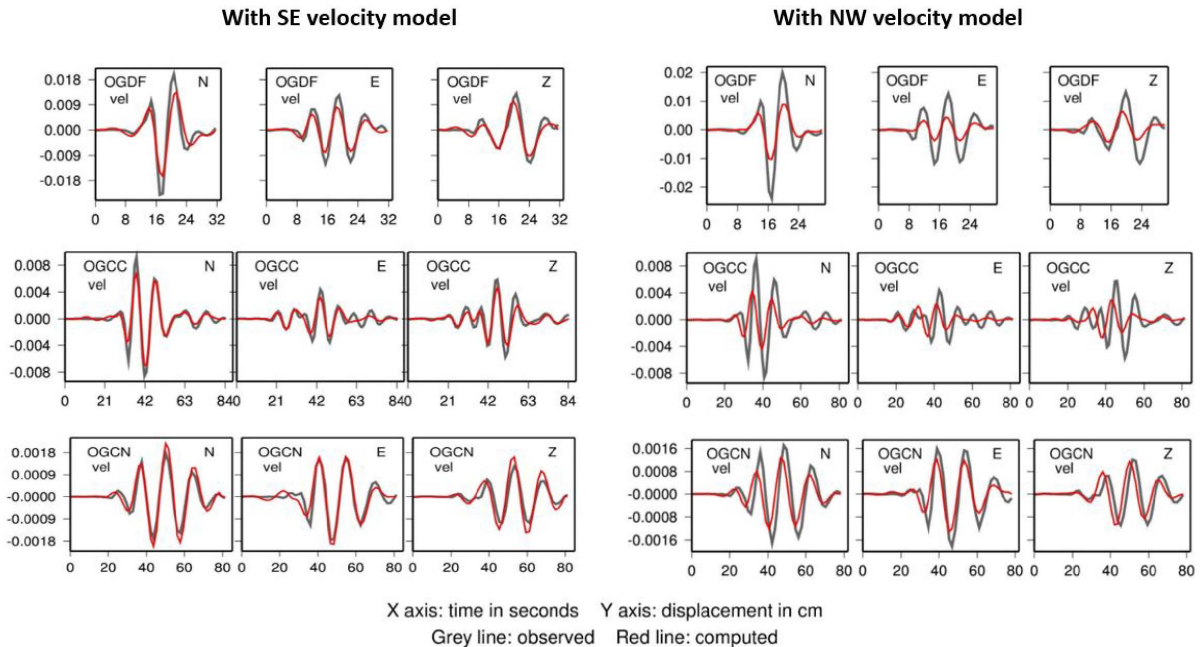 With SE velocity model
With NW velocity model
0.018
0.009
0.000
-0.009
-0.018
OGDF N
vel
OGDF E
vel
OGDF Z
vel
0 8 16 24 32
0 8 16 24 32
0 8 16 24 32
0.02
0.01
0.00
-0.01
-0.02
OGDF N
vel
OGDF E
vel
OGDF Z
vel
0 8 16 24
0 8 16 24
0 8 16 24
0.008
0.004
0.000
-0.004
-0.008
OGCC N
vel
OGCC E
vel
OGCC Z
vel
0 21 42 63 840 21 42 63 840 21 42 63 84
0.008
0.004
0.000
-0.004
-0.008
OGCC N
vel
OGCC E
vel
OGCC Z
vel
0 20 40 60 80
0 20 40 60 80
0 20 40 60 80
0.0018
0.0009
-0.0000
-0.0009
-0.0018
OGCN N
vel
OGCN E
vel
OGCN Z
vel
0 20 40 60 80
0 20 40 60 80
0 20 40 60 80
0.0016
0.0008
-0.0000
-0.0008
-0.0016
OGCN N
vel
OGCN E
vel
OGCN Z
vel
0 20 40 60 80
0 20 40 60 80
0 20 40 60 80
X axis: time in seconds Y axis: displacement in cm
Grey line: observed Red line: computed